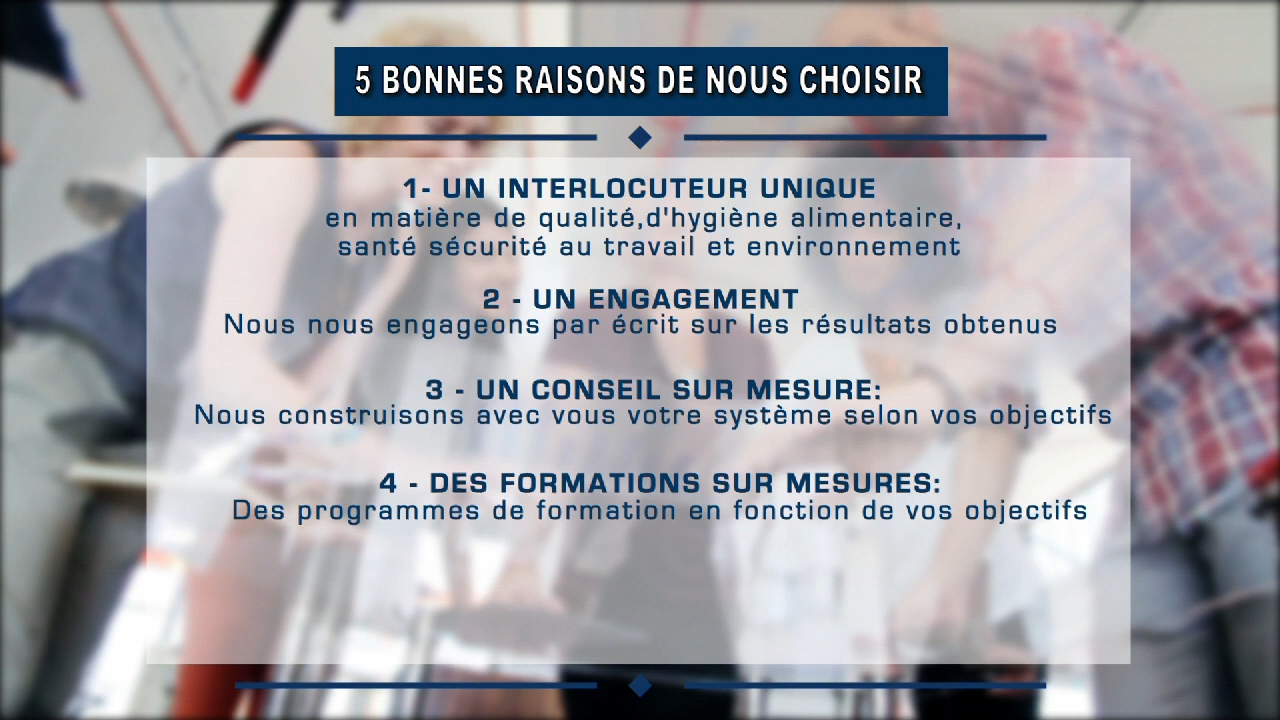 5 BONNES RAISONS DE NOUS CHOISIR
1- UN INTERLOCUTEUR UNIQUE
en matière de qualité,d'hygiène alimentaire,
santé sécurité au travail et environnement
2 - UN ENGAGEMENT
Nous nous engageons par écrit sur les résultats obtenus
3 - UN CONSEIL SUR MESURE:
Nous construisons avec vous votre système selon vos objectifs
4 - DES FORMATIONS SUR MESURES:
Des programmes de formation en fonction de vos objectifs